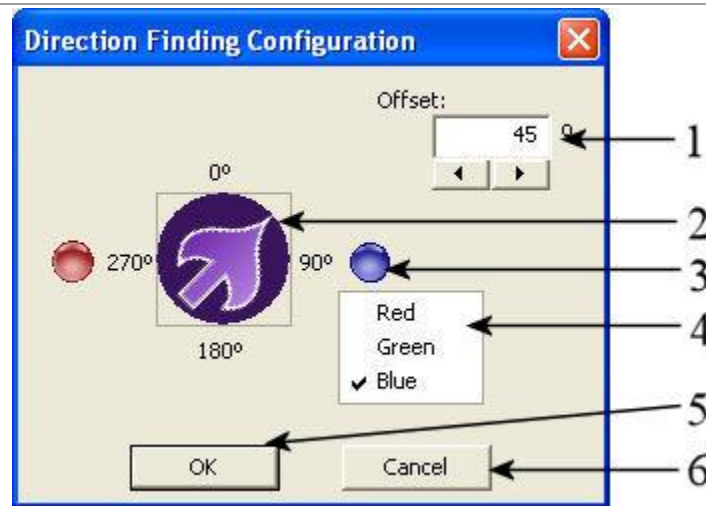 Direction Finding Configuration
Offset:
45 º
1
0º
2
270º
90º
3
Red
Green
Blue
4
180º
5
OK
Cancel
6